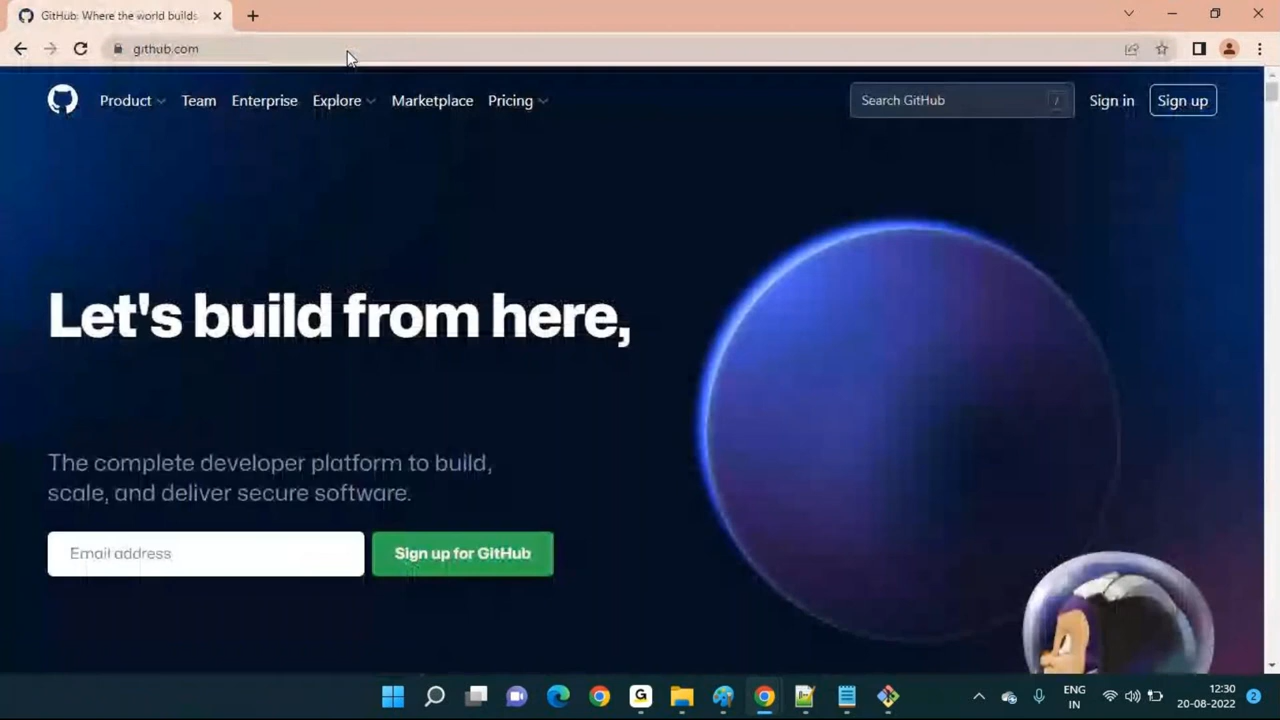 GitHub: Where the world builds
github.com
Product
Team
Enterprise
Explore
Marketplace
Pricing
Search GitHub
/
Sign in
Sign up
Let's build from here,
The complete developer platform to build,
scale, and deliver secure software.
Email address
Sign up for GitHub
G
ENG
IN
12:30
20-08-2022
2